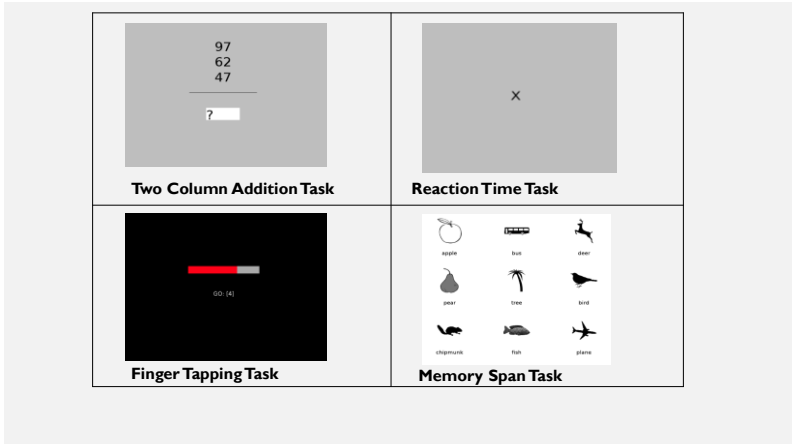 97
62
47
?
Two Column Addition Task
X
Reaction Time Task
GO: [4]
Finger Tapping Task
apple bus deer
pear tree bird
chipmunk fish plane
Memory Span Task